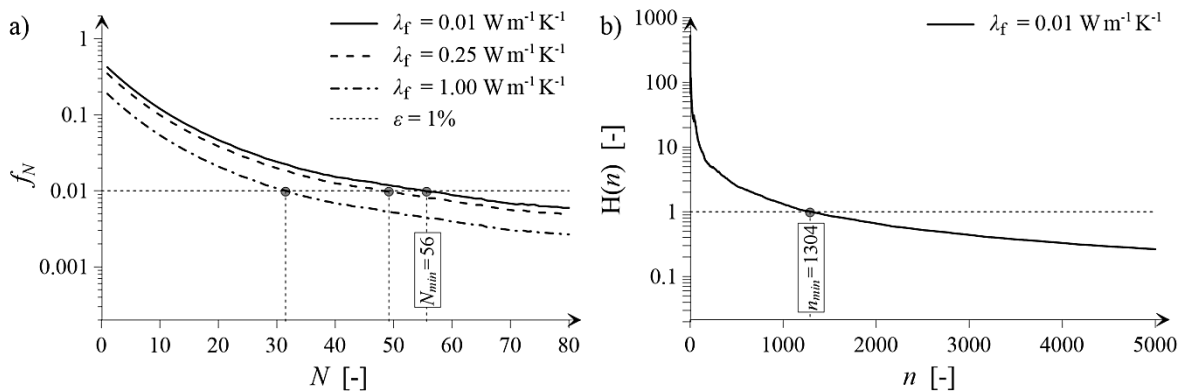 a)
λf = 0.01 W m-1 K-1
λf = 0.25 W m-1 K-1
λf = 1.00 W m-1 K-1
ε = 1%
1
0.1
0.01
0.001
fN
Nmin = 56
0 10 20 30 40 50 60 70 80
N [-]
b)
λf = 0.01 W m-1 K-1
1000
100
10
1
0.1
H(n) [-]
nmin = 1304
0 1000 2000 3000 4000 5000
n [-]